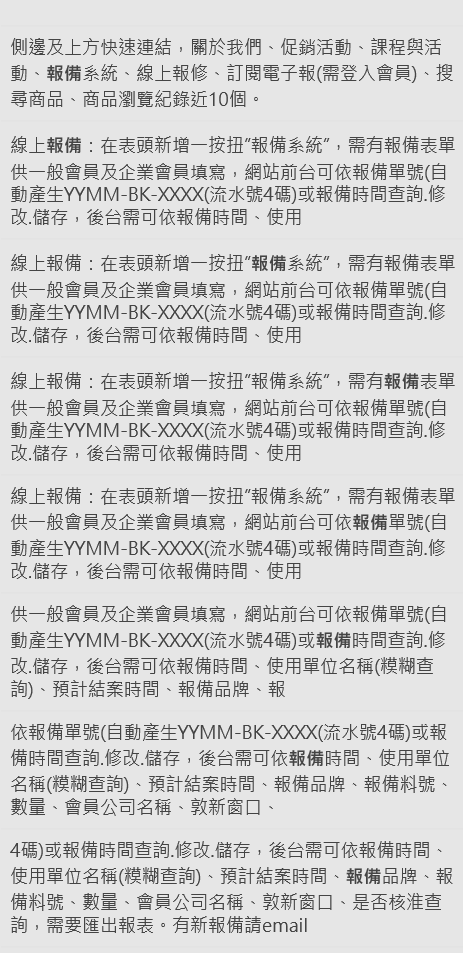 側邊及上方快速連結，關於我們、促銷活動、課程與活
動、報備系統、線上報修、訂閱電子報(需登入會員)、搜
尋商品、商品瀏覽紀錄近10個。
線上報備：在表頭新增一按扭”報備系統”，需有報備表單
供一般會員及企業會員填寫，網站前台可依報備單號(自
動產生YYMM-BK-XXXX(流水號4碼)或報備時間查詢.修
改.儲存，後台需可依報備時間、使用
線上報備：在表頭新增一按扭”報備系統”，需有報備表單
供一般會員及企業會員填寫，網站前台可依報備單號(自
動產生YYMM-BK-XXXX(流水號4碼)或報備時間查詢.修
改.儲存，後台需可依報備時間、使用
線上報備：在表頭新增一按扭”報備系統”，需有報備表單
供一般會員及企業會員填寫，網站前台可依報備單號(自
動產生YYMM-BK-XXXX(流水號4碼)或報備時間查詢.修
改.儲存，後台需可依報備時間、使用
線上報備：在表頭新增一按扭”報備系統”，需有報備表單
供一般會員及企業會員填寫，網站前台可依報備單號(自
動產生YYMM-BK-XXXX(流水號4碼)或報備時間查詢.修
改.儲存，後台需可依報備時間、使用
供一般會員及企業會員填寫，網站前台可依報備單號(自
動產生YYMM-BK-XXXX(流水號4碼)或報備時間查詢.修
改.儲存，後台需可依報備時間、使用單位名稱(模糊查
詢)、預計結案時間、報備品牌、報
依報備單號(自動產生YYMM-BK-XXXX(流水號4碼)或報
備時間查詢.修改.儲存，後台需可依報備時間、使用單位
名稱(模糊查詢)、預計結案時間、報備品牌、報備料號、
數量、會員公司名稱、敦新窗口、
4碼)或報備時間查詢.修改.儲存，後台需可依報備時間、
使用單位名稱(模糊查詢)、預計結案時間、報備品牌、報
備料號、數量、會員公司名稱、敦新窗口、是否核淮查
詢，需要匯出報表。有新報備請email